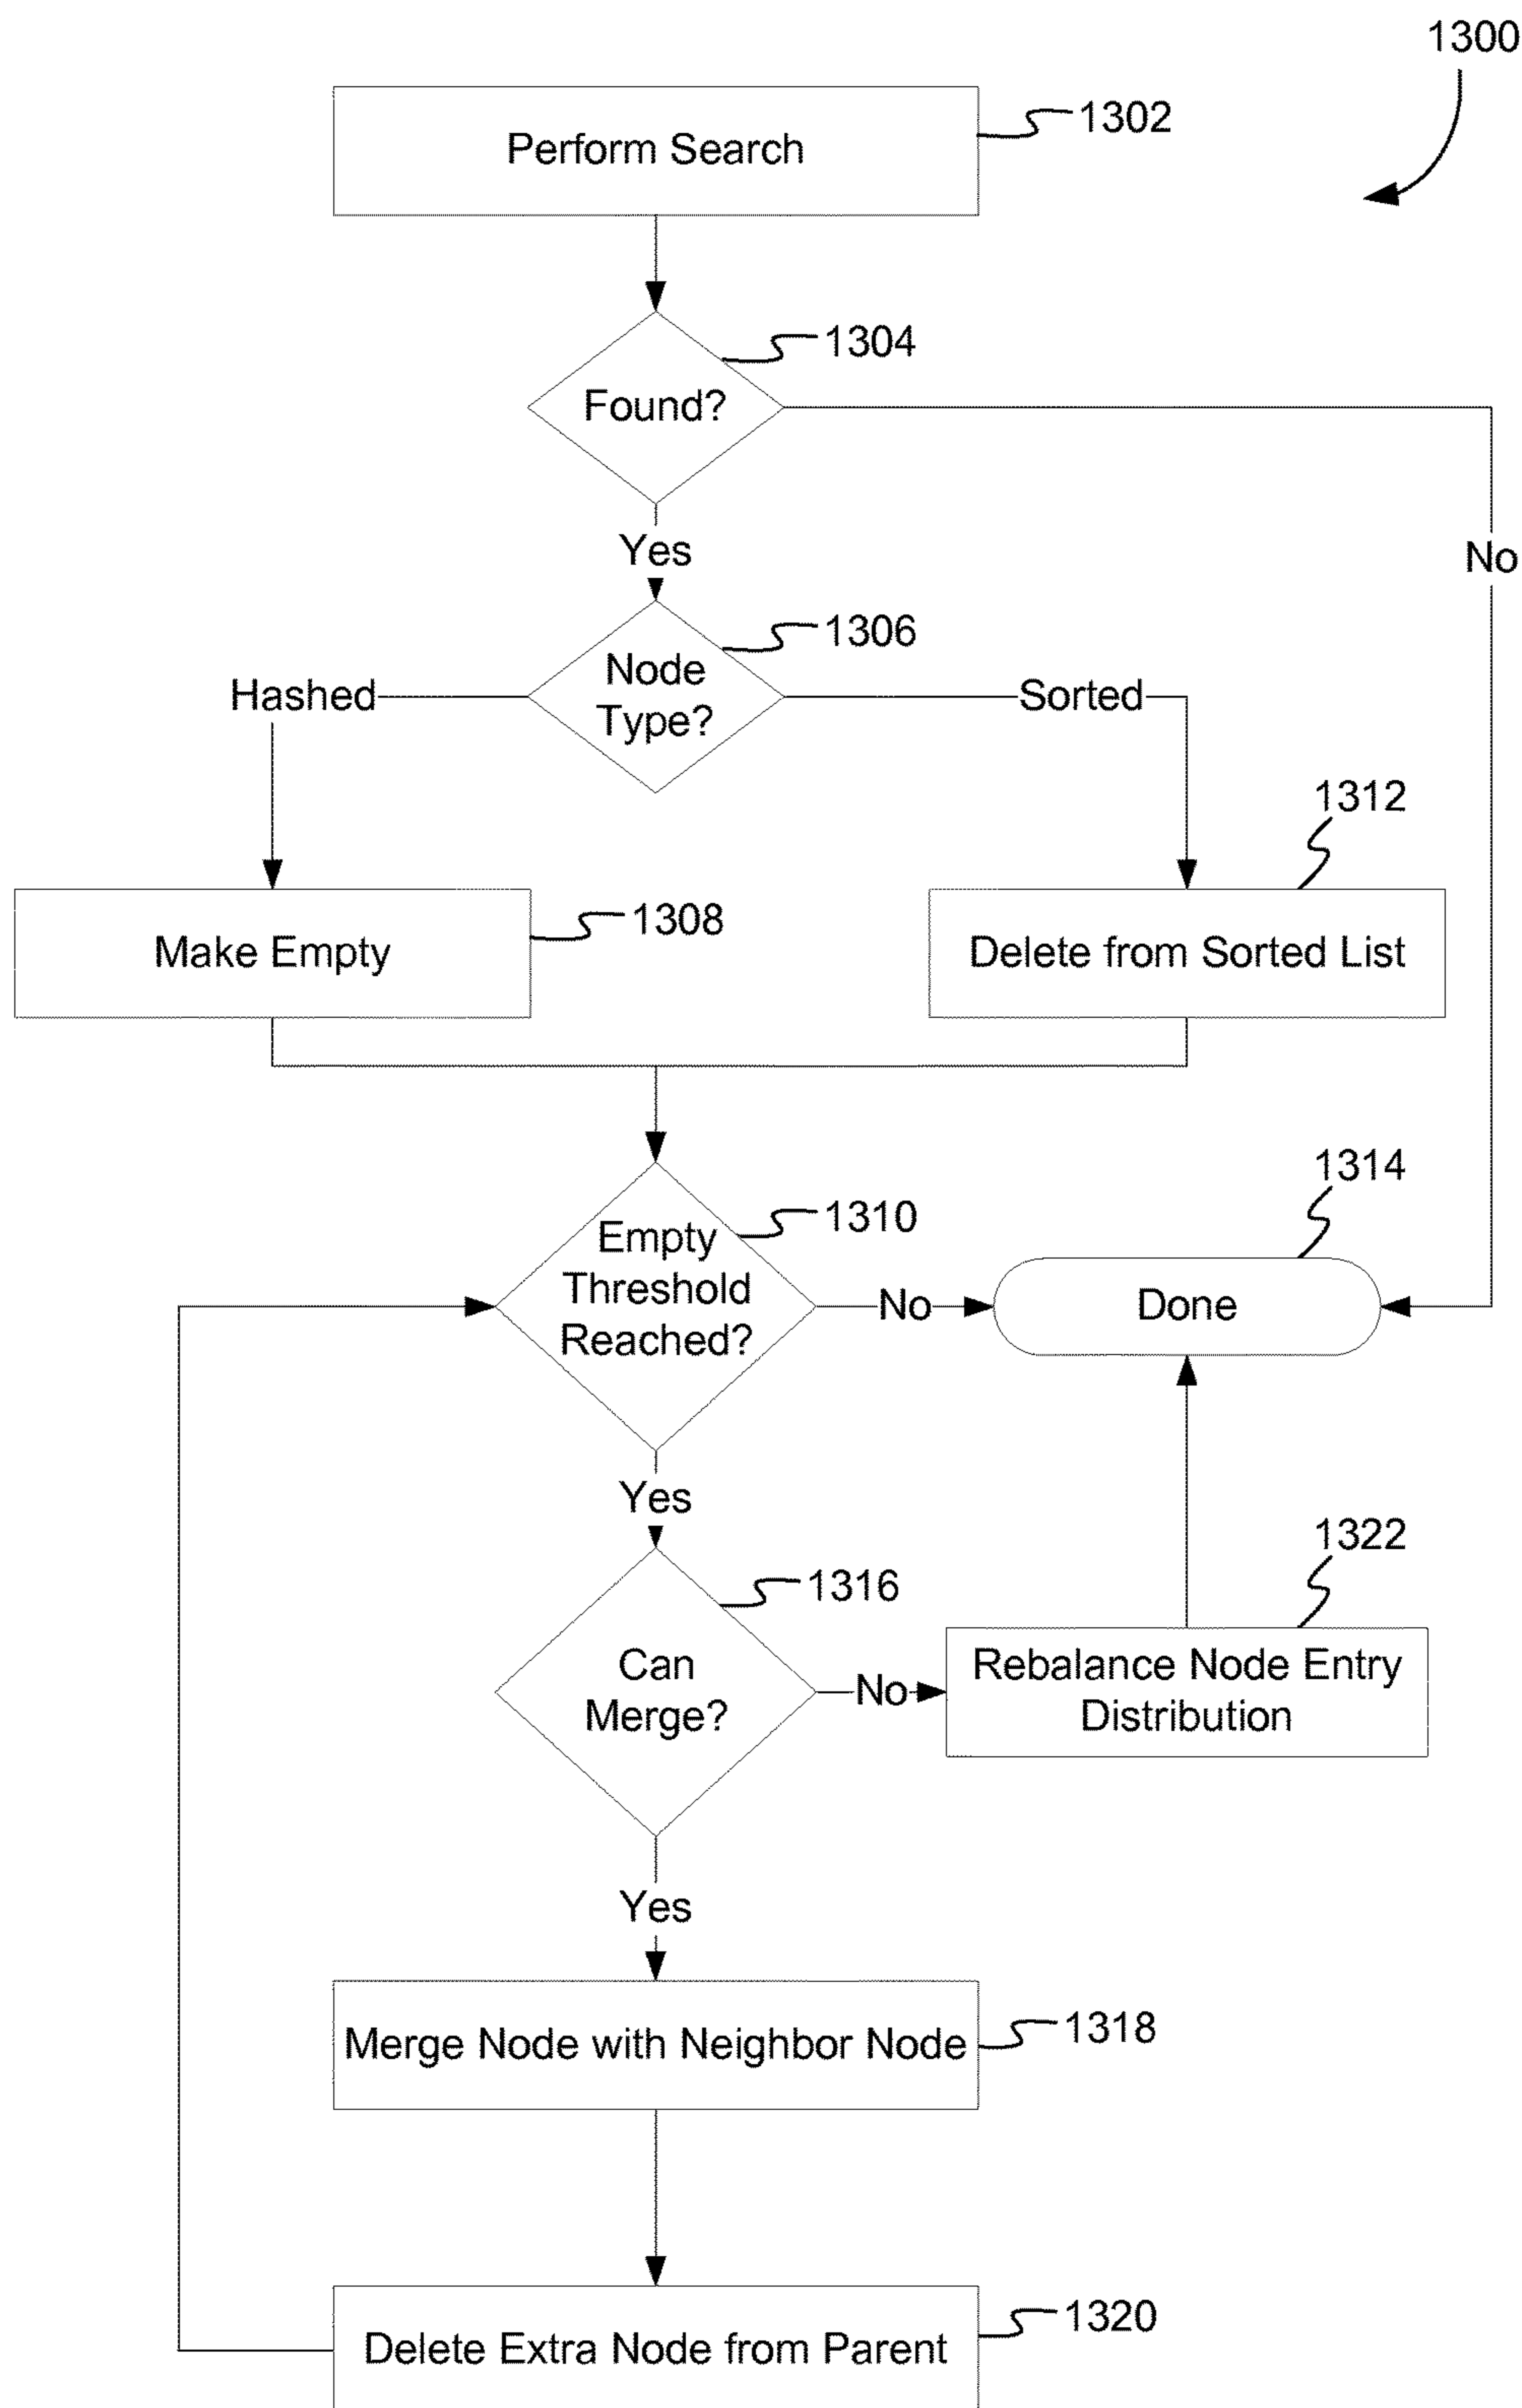 1300
Perform Search
1302
1304
Found?
Yes
No
1306
Node
Type?
Hashed
Sorted
1312
1308
Make Empty
Delete from Sorted List
1314
1310
Empty
Threshold
Reached?
No
Done
Yes
1322
1316
Can
Merge?
No
Rebalance Node Entry
Distribution
Yes
1318
Merge Node with Neighbor Node
1320
Delete Extra Node from Parent